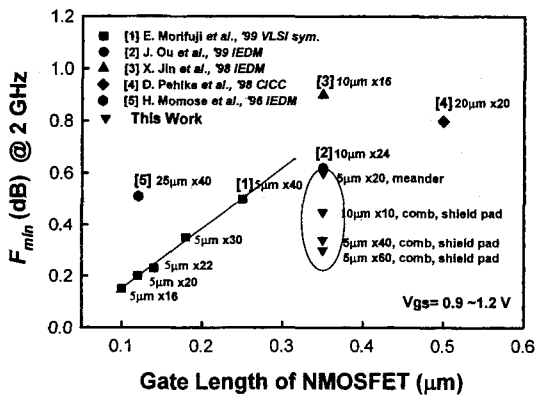 [1] E. Morifuji et al., '99 VLSI sym.
[2] J. Ou et al., '99 IEDM
[3] X. Jin et al., '98 IEDM
[4] D. Pehlke et al., '98 CICC
[5] H. Momose et al., '96 IEDM
This Work
1.2
1.0
0.8
0.6
0.4
0.2
0.0
Fmin (dB) @ 2 GHz
[3] 10μm x16
[4] 20μm x20
[2] 10μm x24
5μm x20, meander
[5] 25μm x40
[1] 5μm x40
10μm x10, comb, shield pad
5μm x30
5μm x40, comb, shield pad
5μm x60, comb, shield pad
5μm x22
5μm x20
5μm x16
Vgs= 0.9 ~1.2 V
0.1 0.2 0.3 0.4 0.5 0.6
Gate Length of NMOSFET (μm)